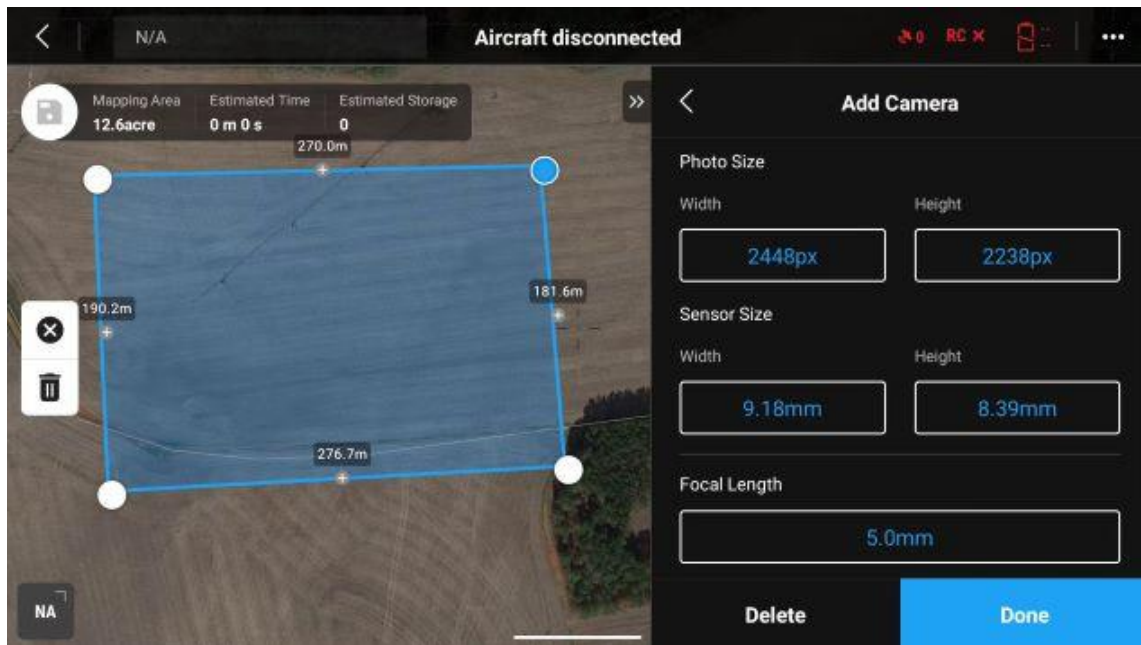 N/A
Aircraft disconnected
0 RC
Mapping Area Estimated Time Estimated Storage
12.6acre 0 m 0 s 0
270.0m
190.2m
181.6m
276.7m
NA
Add Camera
Photo Size
Width Height
2448px 2238px
Sensor Size
Width Height
9.18mm 8.39mm
Focal Length
5.0mm
Delete Done